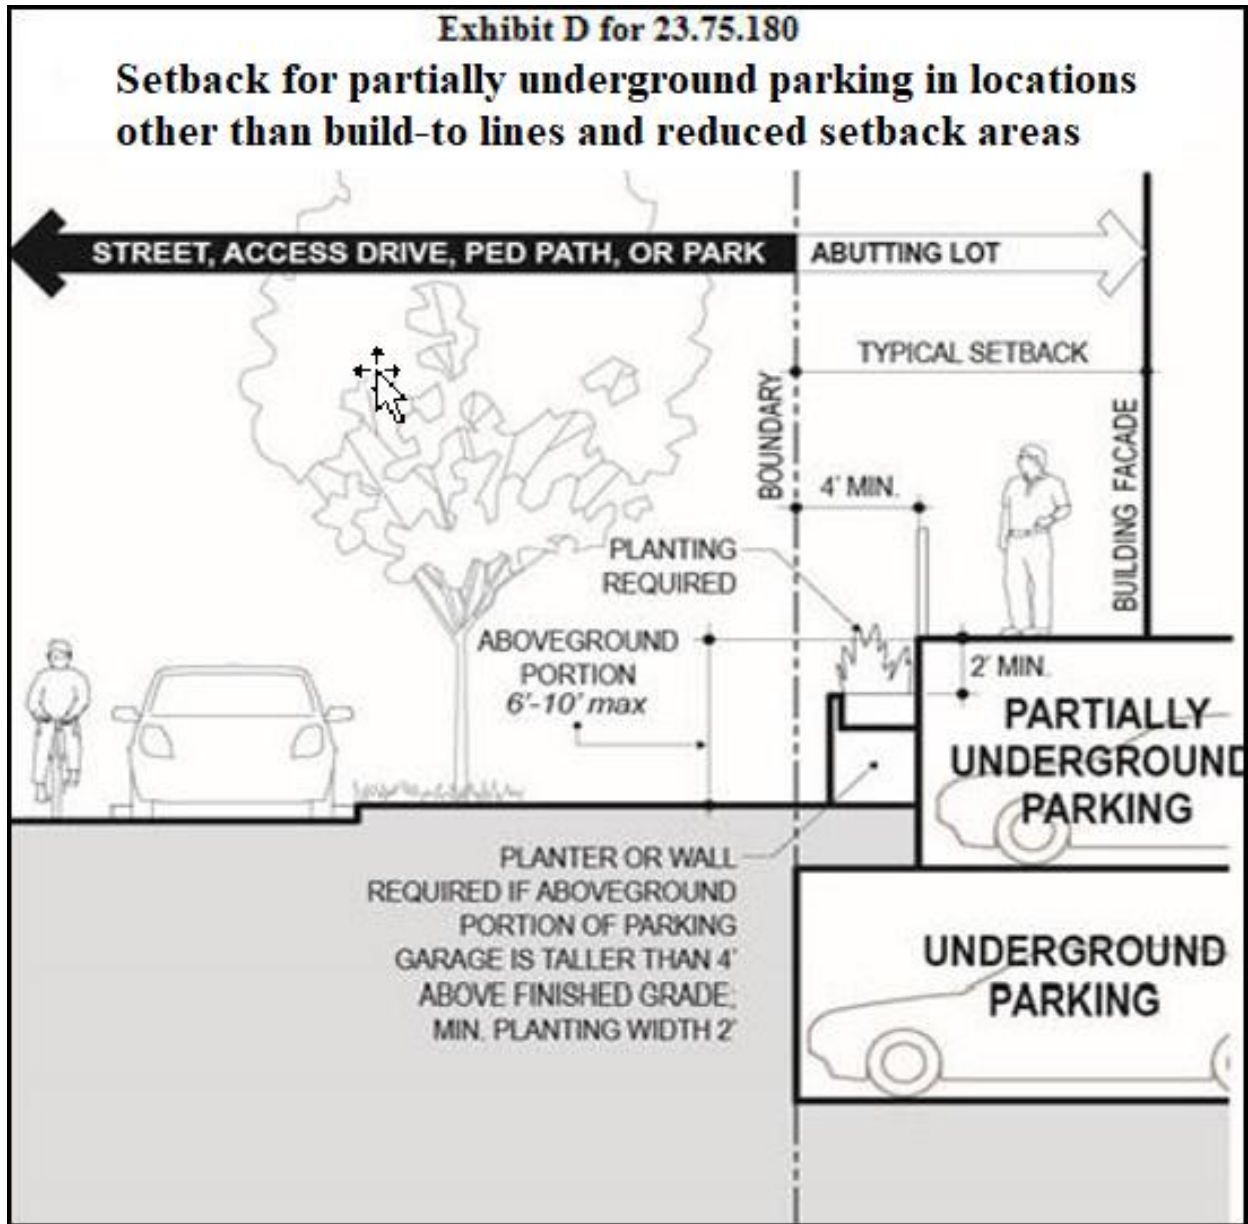 Exhibit D for 23.75.180
Setback for partially underground parking in locations
other than build-to lines and reduced setback areas
STREET, ACCESS DRIVE, PED PATH, OR PARK
ABUTTING LOT
TYPICAL SETBACK
BOUNDARY
BUILDING FACADE
4' MIN.
PLANTING
REQUIRED
ABOVEGROUND
PORTION
6'-10' max
2' MIN.
PARTIALLY
UNDERGROUND
PARKING
PLANTER OR WALL
REQUIRED IF ABOVEGROUND
PORTION OF PARKING
GARAGE IS TALLER THAN 4'
ABOVE FINISHED GRADE;
MIN. PLANTING WIDTH 2'
UNDERGROUND
PARKING